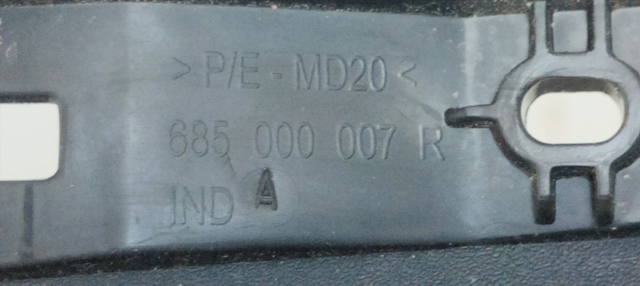 > P/E - MD20 <
685 000 007 R
IND A